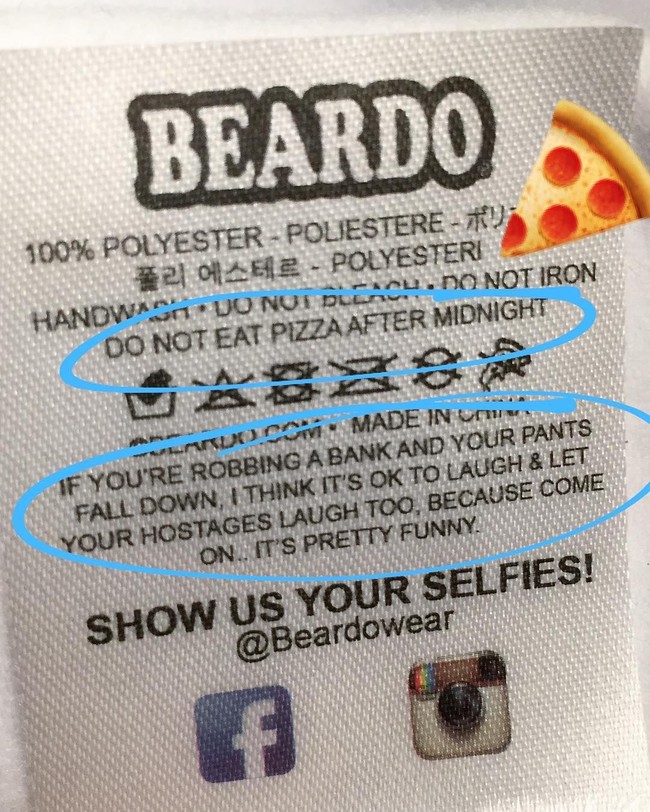 BEARDO
100% POLYESTER - POLIESTERE - ポリ
폴리 에스테르 - POLYESTERI
HANDWASH • DO NOT BLEACH • DO NOT IRON
DO NOT EAT PIZZA AFTER MIDNIGHT
©BEARDO.COM • MADE IN CHINA
IF YOU'RE ROBBING A BANK AND YOUR PANTS
FALL DOWN, I THINK IT'S OK TO LAUGH & LET
YOUR HOSTAGES LAUGH TOO, BECAUSE COME
ON.. IT'S PRETTY FUNNY.
SHOW US YOUR SELFIES!
@Beardowear